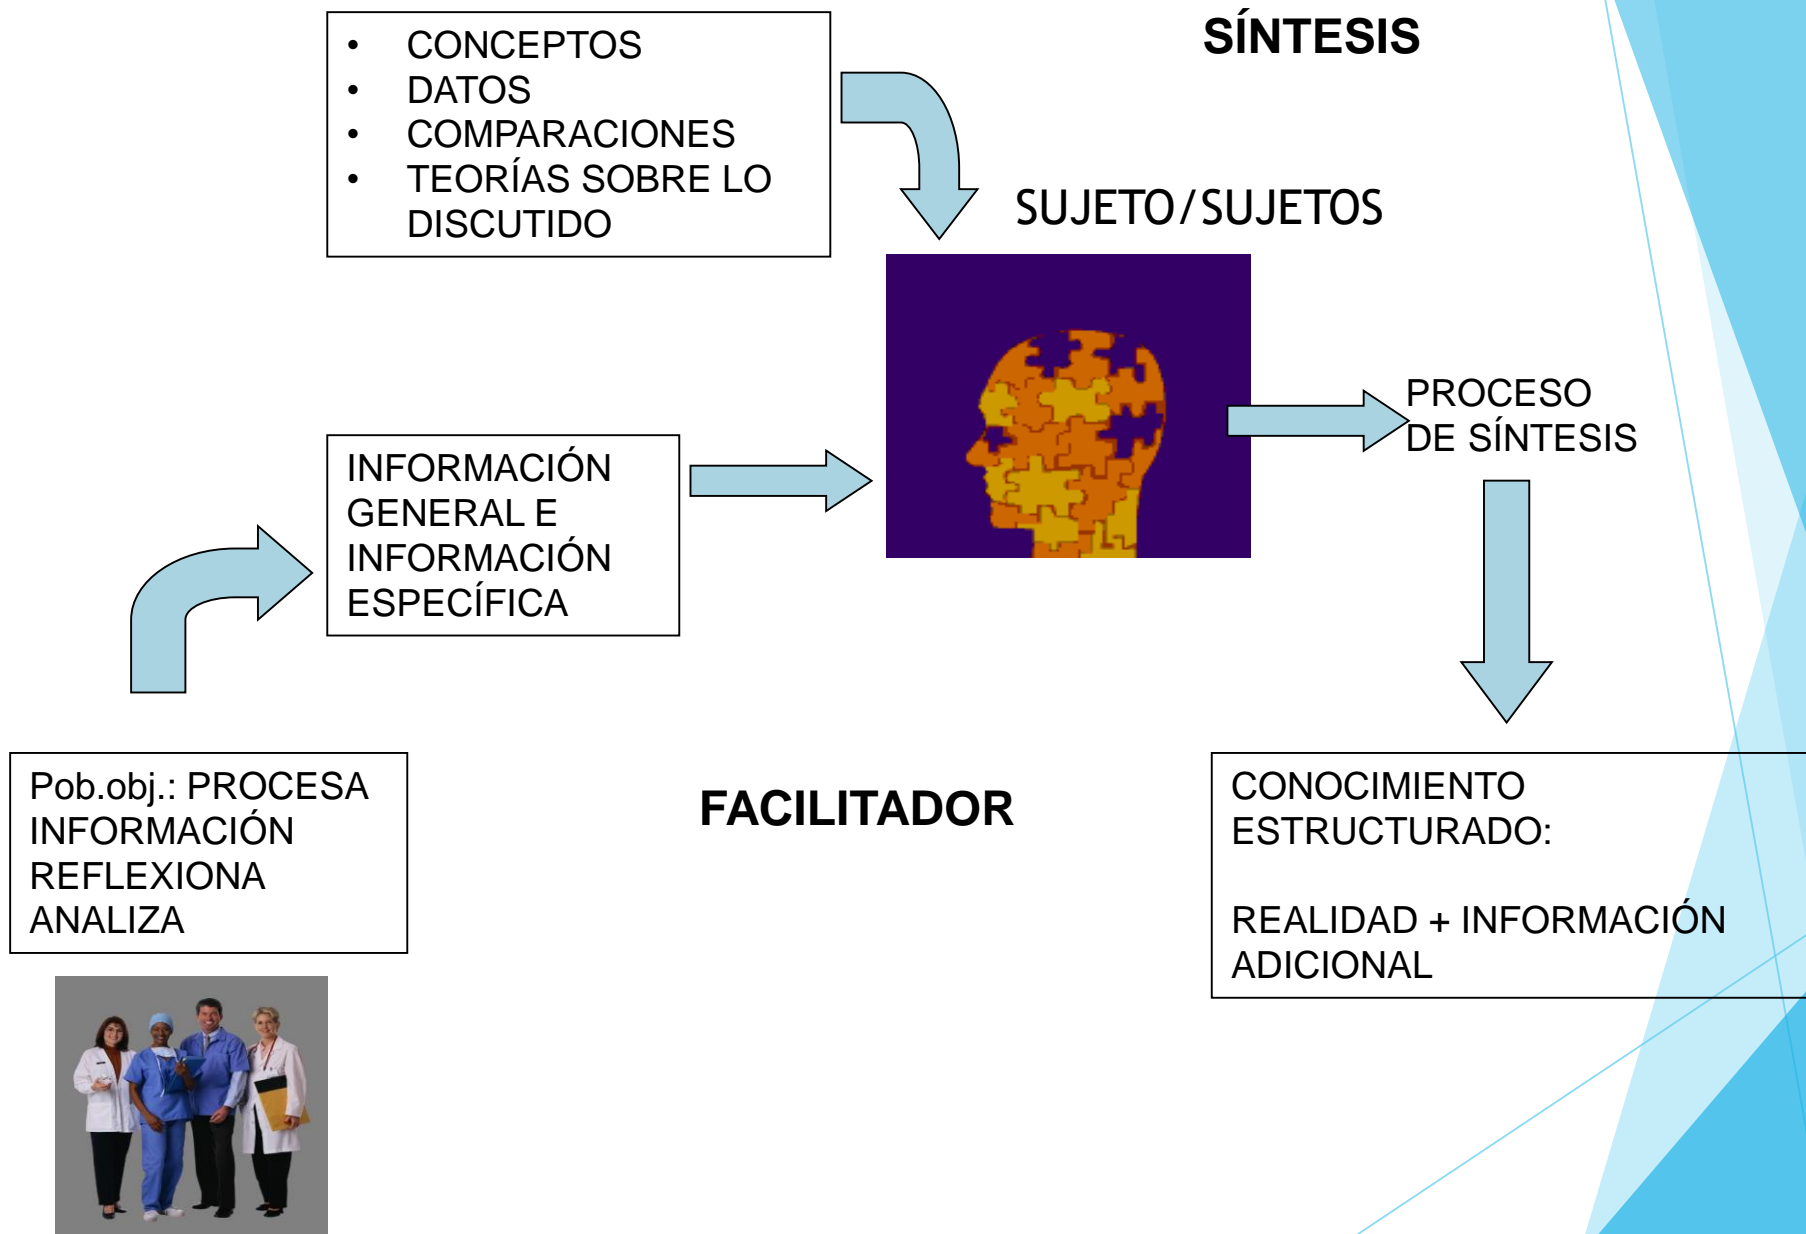 SÍNTESIS
• CONCEPTOS
• DATOS
• COMPARACIONES
• TEORÍAS SOBRE LO
DISCUTIDO
SUJETO/SUJETOS
PROCESO
DE SÍNTESIS
INFORMACIÓN
GENERAL E
INFORMACIÓN
ESPECÍFICA
Pob.obj.: PROCESA
INFORMACIÓN
REFLEXIONA
ANALIZA
FACILITADOR
CONOCIMIENTO
ESTRUCTURADO:
REALIDAD + INFORMACIÓN
ADICIONAL